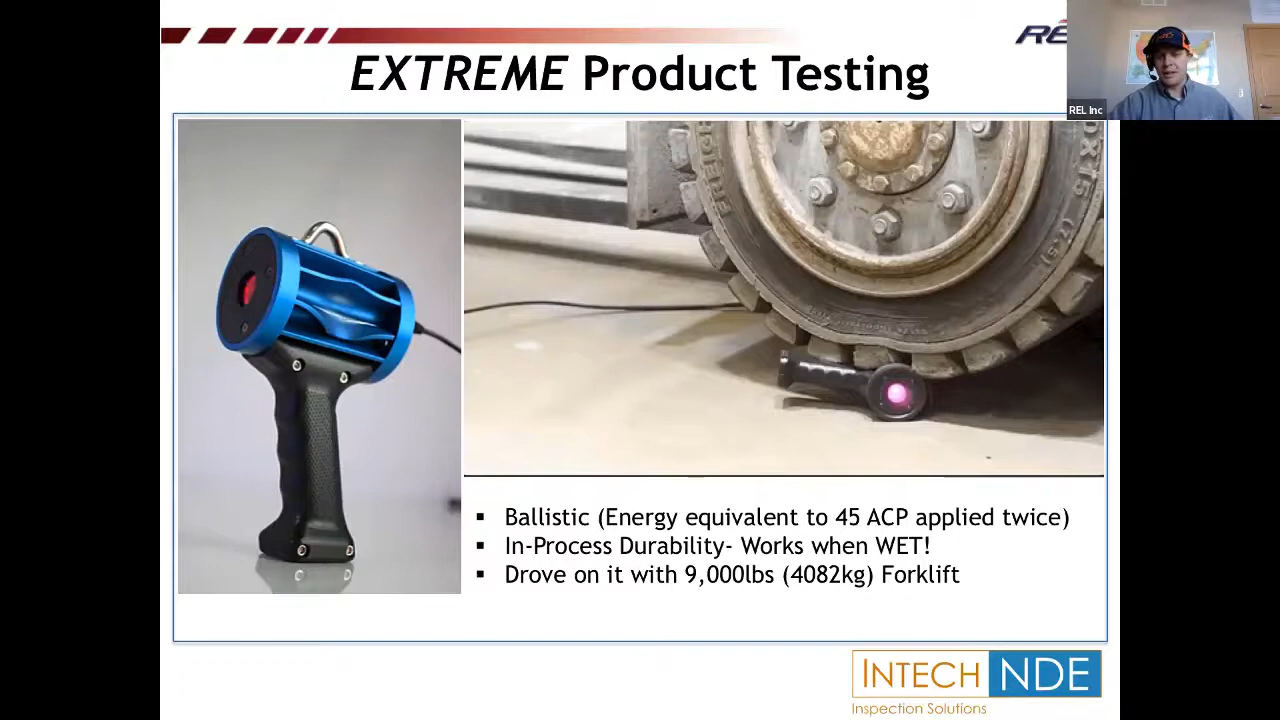 EXTREME Product Testing
REL Inc
Ballistic (Energy equivalent to 45 ACP applied twice)
In-Process Durability- Works when WET!
Drove on it with 9,000lbs (4082kg) Forklift
INTECH NDE
Inspection Solutions